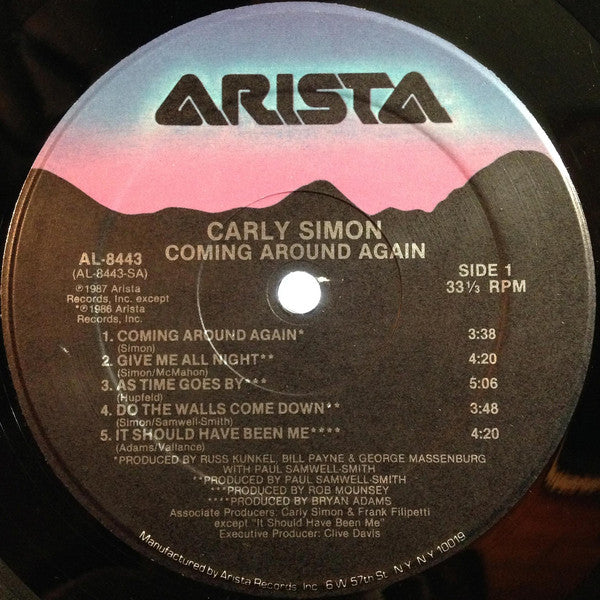 ARISTA
CARLY SIMON
COMING AROUND AGAIN
AL-8443
(AL-8443-SA)
℗1987 Arista
Records, Inc. except
*℗1986 Arista
Records, Inc.
SIDE 1
33 1/3 RPM
1. COMING AROUND AGAIN* 3:38
(Simon)
2. GIVE ME ALL NIGHT** 4:20
(Simon/McMahon)
3. AS TIME GOES BY*** 5:06
(Hupfeld)
4. DO THE WALLS COME DOWN** 3:48
(Simon/Samwell-Smith)
5. IT SHOULD HAVE BEEN ME**** 4:20
(Adams/Vallance)
*PRODUCED BY RUSS KUNKEL, BILL PAYNE & GEORGE MASSENBURG
WITH PAUL SAMWELL-SMITH
**PRODUCED BY PAUL SAMWELL-SMITH
***PRODUCED BY ROB MOUNSEY
****PRODUCED BY BRYAN ADAMS
Associate Producers: Carly Simon & Frank Filipetti
except "It Should Have Been Me"
Executive Producer: Clive Davis
Manufactured by Arista Records, Inc. 6 W 57th St. N.Y. N.Y 10019